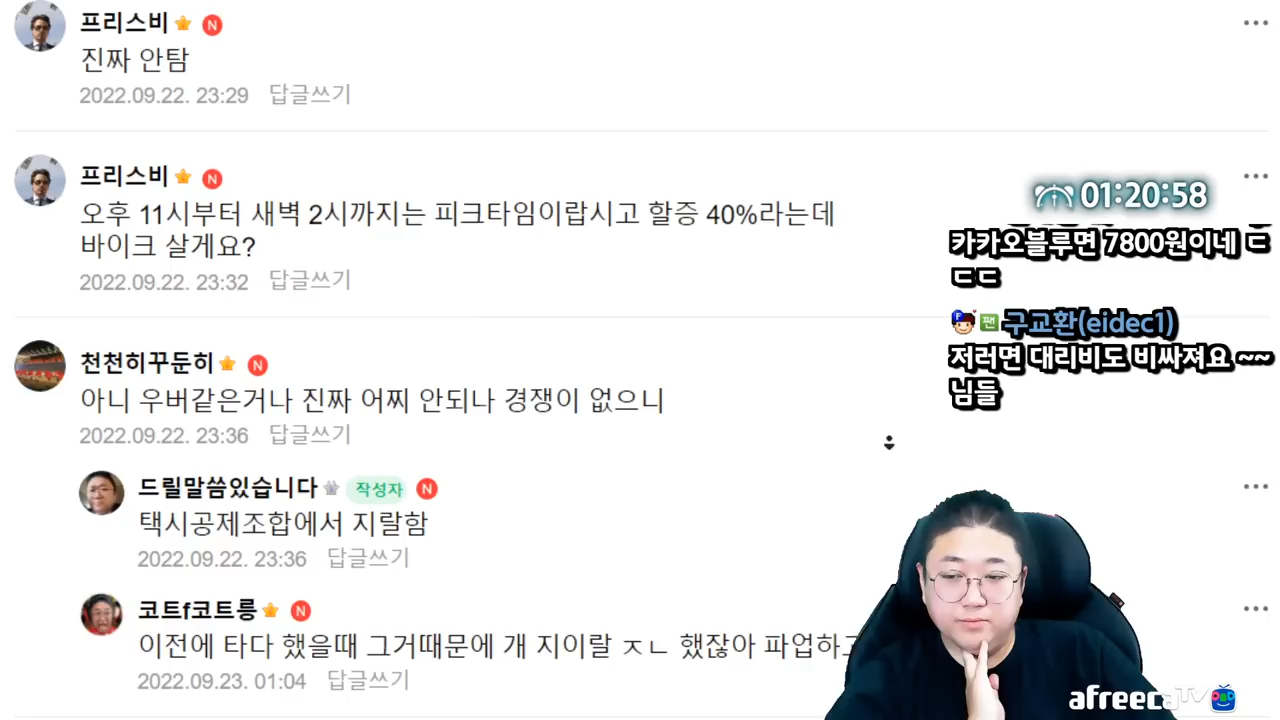 프리스비 N
진짜 안탐
2022.09.22. 23:29 답글쓰기
프리스비 N
오후 11시부터 새벽 2시까지는 피크타임이랍시고 할증 40%라는데
바이크 살게요?
2022.09.22. 23:32 답글쓰기
천천히꾸둔히 N
아니 우버같은거나 진짜 어찌 안되나 경쟁이 없으니
2022.09.22. 23:36 답글쓰기
드릴말씀있습니다 작성자 N
택시공제조합에서 지랄함
2022.09.22. 23:36 답글쓰기
코트f코트릉 N
이전에 타다 했을때 그거때문에 개 지이랄 ㅈㄴ 했잖아 파업하고
2022.09.23. 01:04 답글쓰기
01:20:58
카카오블루면 7800원이네 ㄷ
ㄷㄷ
F 팬 구교환(eidec1)
저러면 대리비도 비싸져요 ~~
님들
afreecaTV